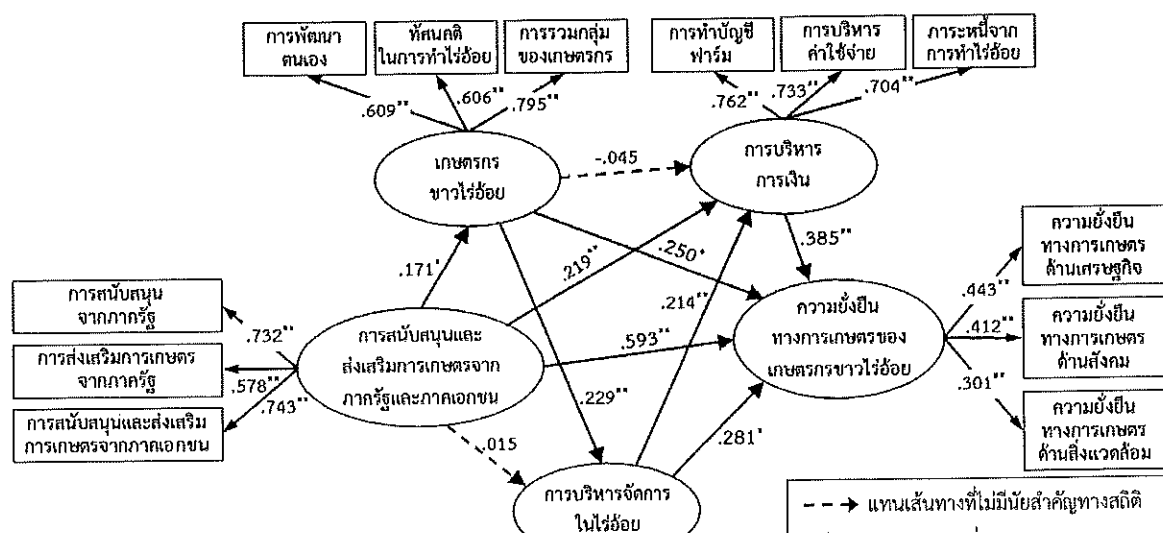 การพัฒนา
ตนเอง
ทัศนคติ
ในการทำไร่อ้อย
การรวมกลุ่ม
ของเกษตรกร
การทำบัญชี
ฟาร์ม
การบริหาร
ค่าใช้จ่าย
ภาระหนี้จาก
การทำไร่อ้อย
.609**
.606**
.795**
.762**
.733**
.704**
เกษตรกร
ชาวไร่อ้อย
-.045
การบริหาร
การเงิน
.171*
.219**
.250*
.385**
.214**
ความยั่งยืน
ทางการเกษตร
ด้านเศรษฐกิจ
.443**
การสนับสนุน
จากภาครัฐ
.732**
การส่งเสริมการเกษตร
จากภาครัฐ
.578**
.743**
การสนับสนุนและส่งเสริม
การเกษตรจากภาคเอกชน
การสนับสนุนและ
ส่งเสริมการเกษตรจาก
ภาครัฐและภาคเอกชน
.593**
ความยั่งยืน
ทางการเกษตรของ
เกษตรกรชาวไร่อ้อย
.412**
ความยั่งยืน
ทางการเกษตร
ด้านสังคม
.301**
ความยั่งยืน
ทางการเกษตร
ด้านสิ่งแวดล้อม
.229**
.281*
.015
การบริหารจัดการ
ในไร่อ้อย
แทนเส้นทางที่ไม่มีนัยสำคัญทางสถิติ